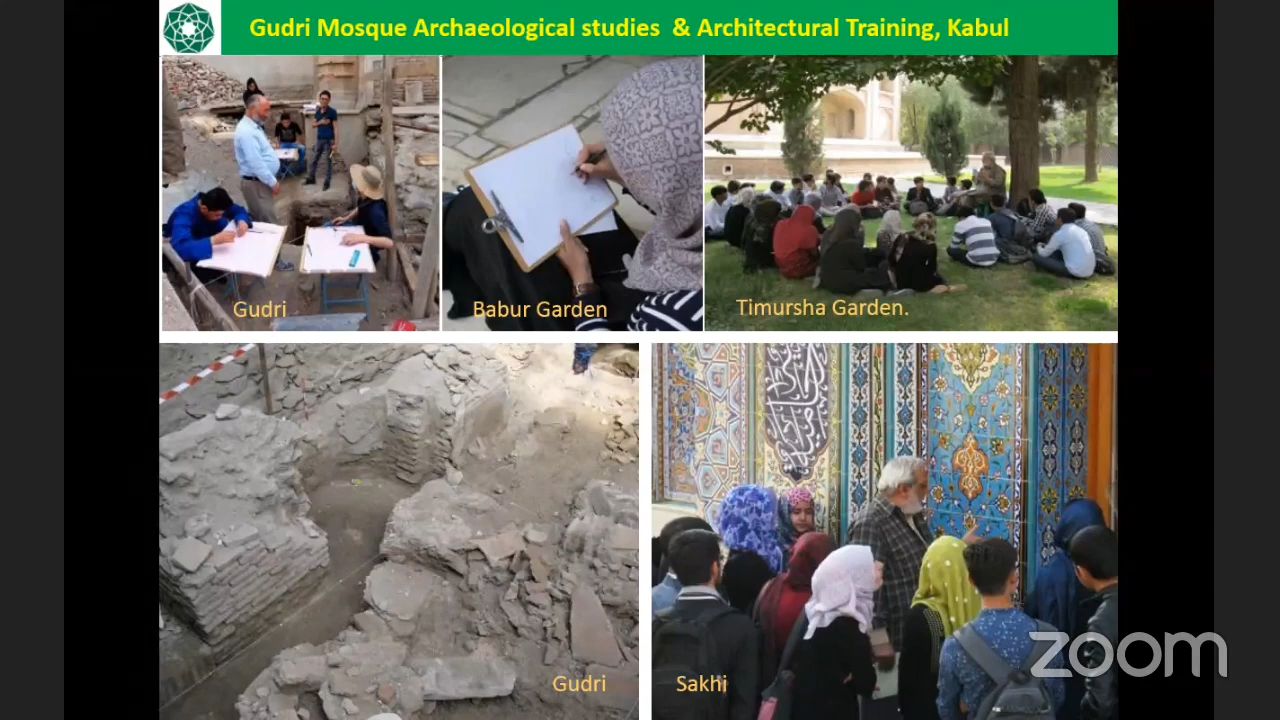 Gudri Mosque Archaeological studies & Architectural Training, Kabul
Gudri
Babur Garden
Timursha Garden.
Gudri
Sakhi
zoom